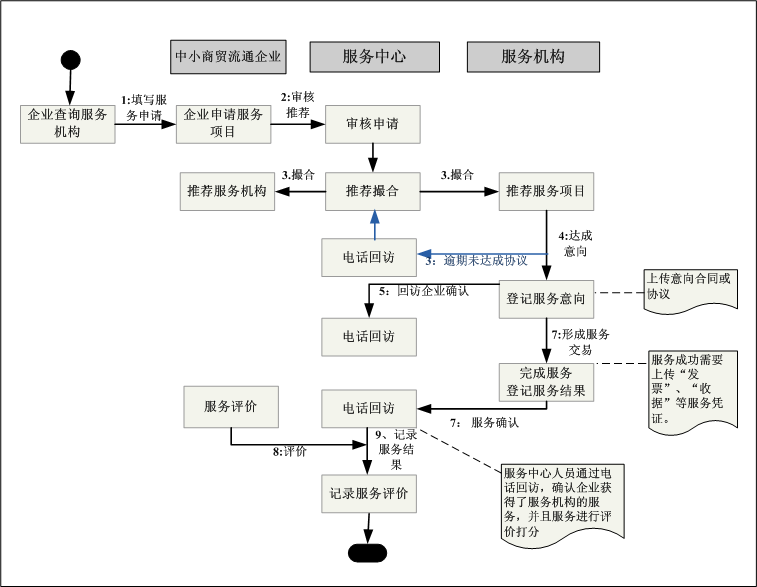 中小商贸流通企业
服务中心
服务机构
企业查询服务
机构
1:填写服
务申请
企业申请服务
项目
2:审核
推荐
审核申请
推荐服务机构
3.撮合
推荐撮合
3.撮合
推荐服务项目
电话回访
3：逾期未达成协议
4:达成
意向
5：回访企业确认
登记服务意向
上传意向合同或
协议
电话回访
7:形成服务
交易
完成服务
登记服务结果
服务成功需要
上传“发
票”、“收
据”等服务凭
证。
服务评价
电话回访
7： 服务确认
8:评价
9、记录
服务结
果
记录服务评价
服务中心人员通过电
话回访，确认企业获
得了服务机构的服
务，并且服务进行评
价打分